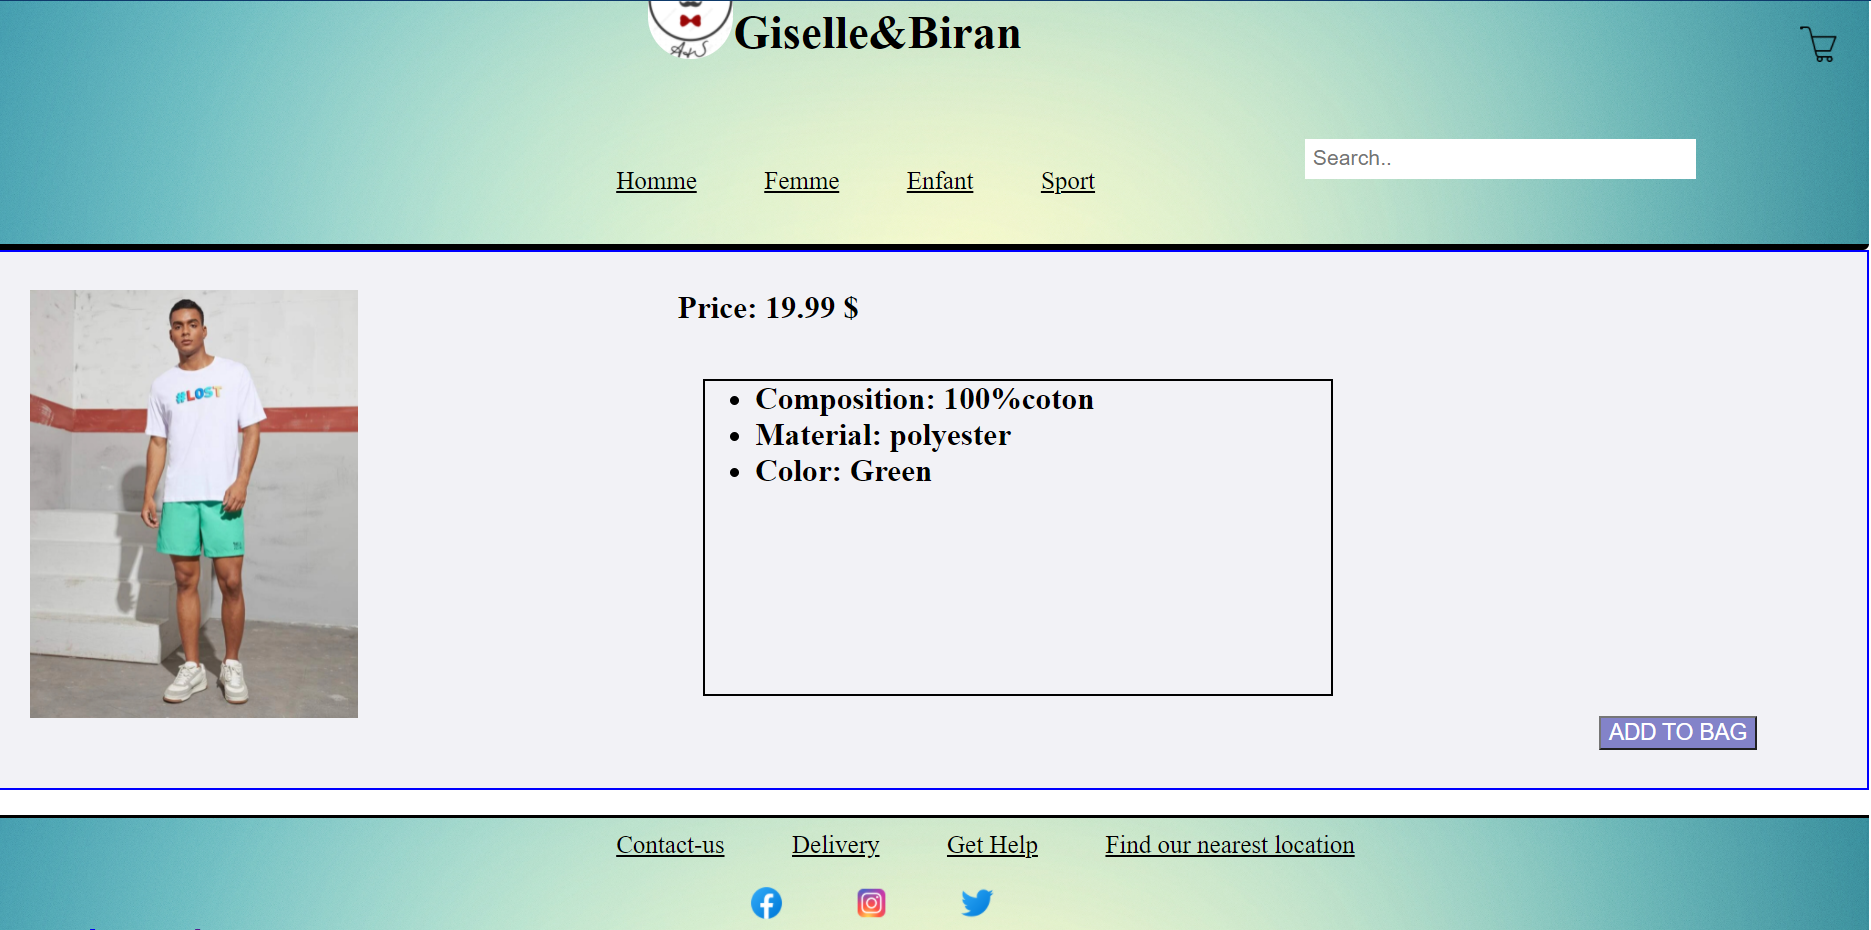 Giselle&Biran
Search..
Homme Femme Enfant Sport
Price: 19.99 $
#LOST
Composition: 100%coton
Material: polyester
Color: Green
ADD TO BAG
Contact-us Delivery Get Help Find our nearest location